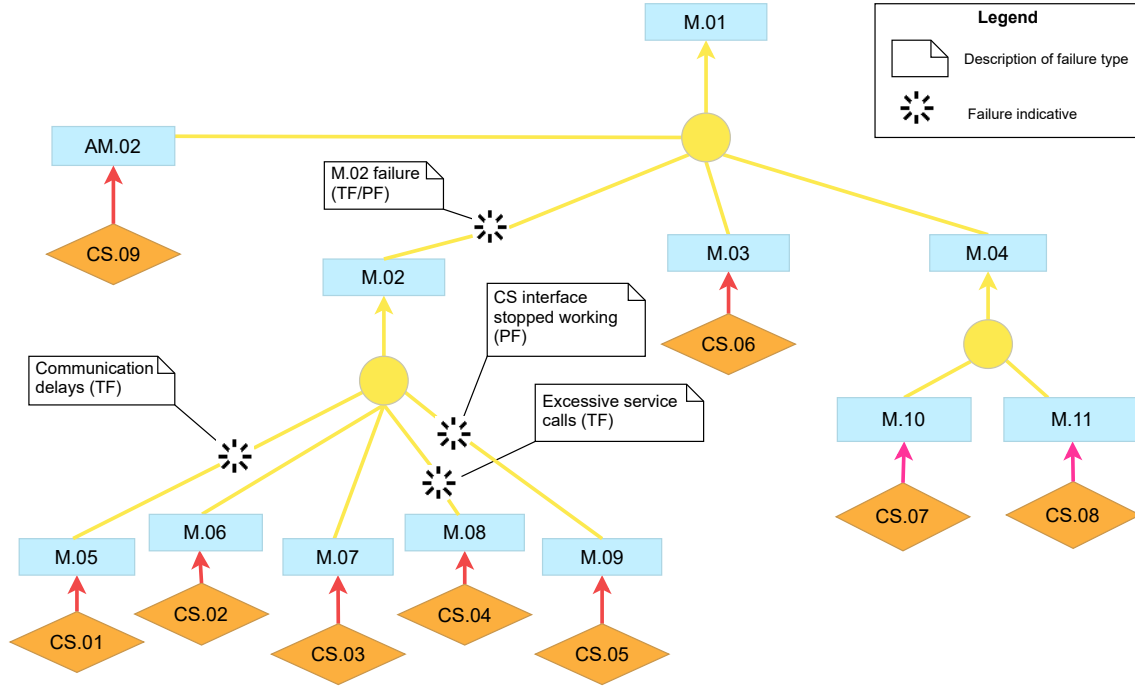 M.01
Legend
Description of failure type
Failure indicative
AM.02
M.02 failure
(TF/PF)
CS.09
M.03
M.04
M.02
CS interface
stopped working
(PF)
CS.06
Communication
delays (TF)
Excessive service
calls (TF)
M.10
M.11
CS.07
CS.08
M.05
M.06
M.07
M.08
M.09
CS.01
CS.02
CS.03
CS.04
CS.05